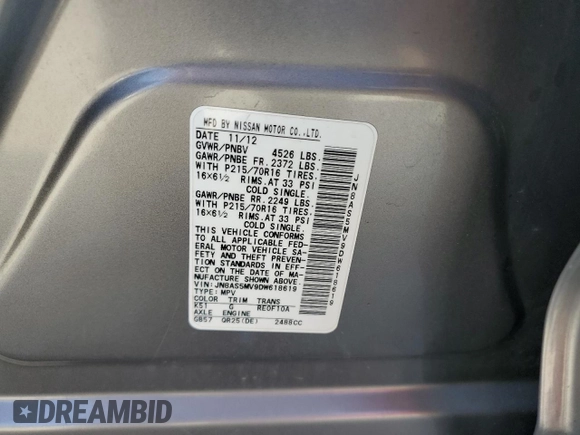 MFD BY NISSAN MOTOR CO.,LTD.
DATE 11/12
GVWR/PNBV 4526 LBS.
GAWR/PNBE FR. 2372 LBS.
WITH P215/70R16 TIRES.
16X6½ RIMS.AT 33 PSI
COLD SINGLE.
GAWR/PNBE RR. 2249 LBS.
WITH P215/70R16 TIRES.
16X6½ RIMS.AT 33 PSI
COLD SINGLE.
THIS VEHICLE CONFORMS
TO ALL APPLICABLE FED-
ERAL MOTOR VEHICLE SA-
FETY AND THEFT PREVEN-
TION STANDARDS IN EFF-
ECT ON THE DATE OF MA-
NUFACTURE SHOWN ABOVE.
VIN: JN8AS5MV9DW618619
TYPE: MPV
COLOR TRIM TRANS
K51 G RE0F10A
AXLE ENGINE
GB57 QR25(DE) 2488CC
JN8AS5MV9DW618619
DREAMBID